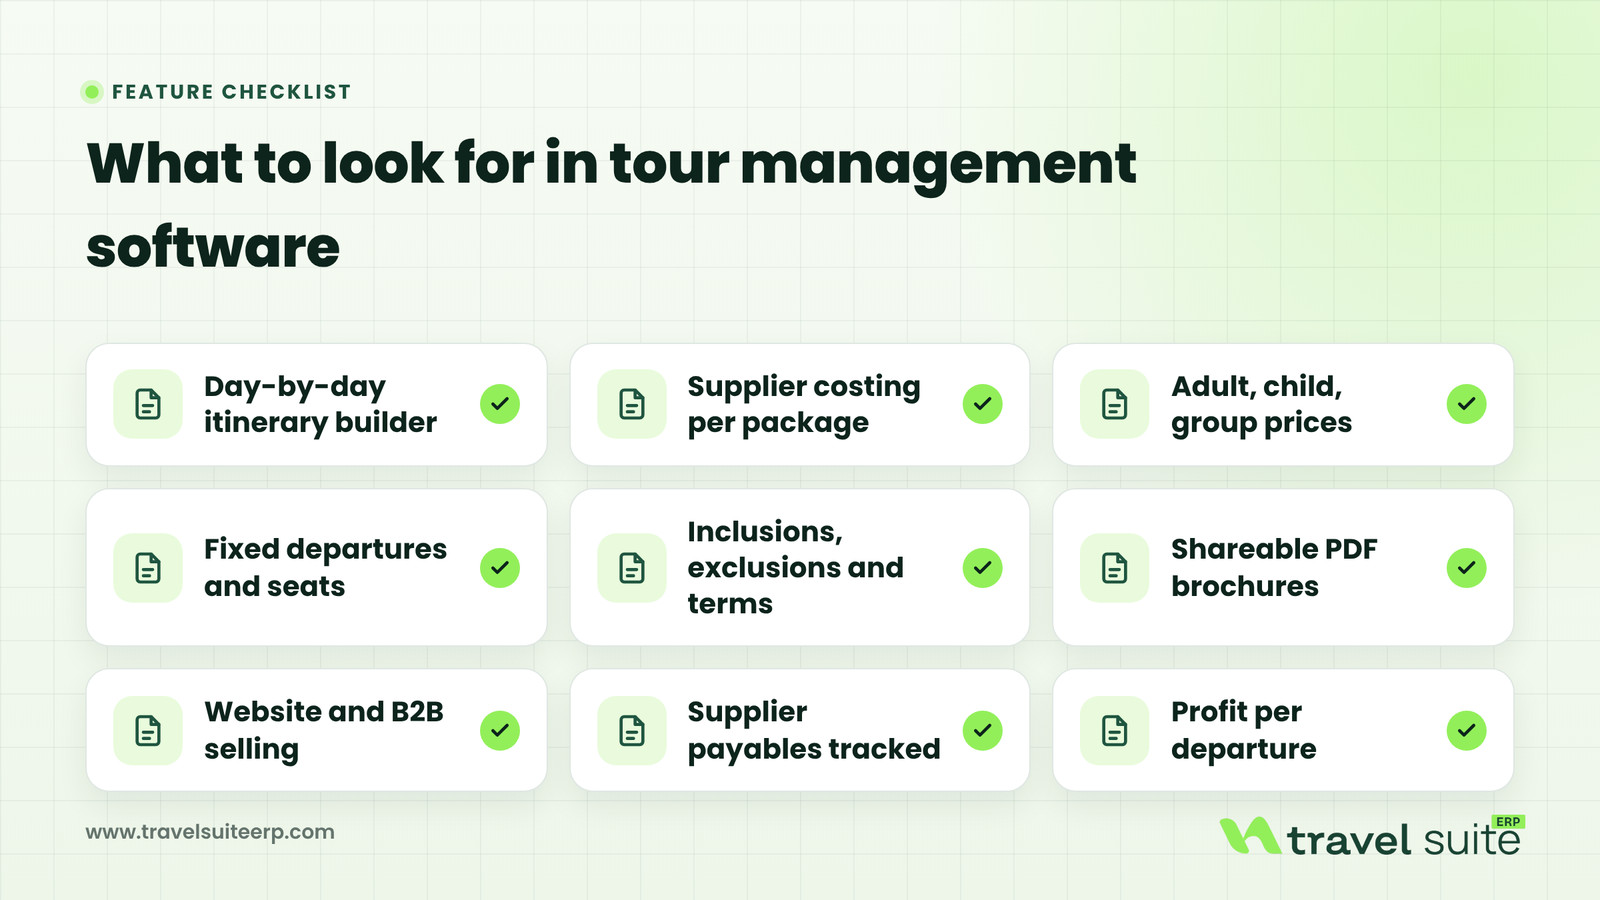 FEATURE CHECKLIST
What to look for in tour management
software
Day-by-day
itinerary builder
Supplier costing
per package
Adult, child,
group prices
Fixed departures
and seats
Inclusions,
exclusions and
terms
Shareable PDF
brochures
Website and B2B
selling
Supplier
payables tracked
Profit per
departure
www.travelsuiteerp.com
travel suite ERP